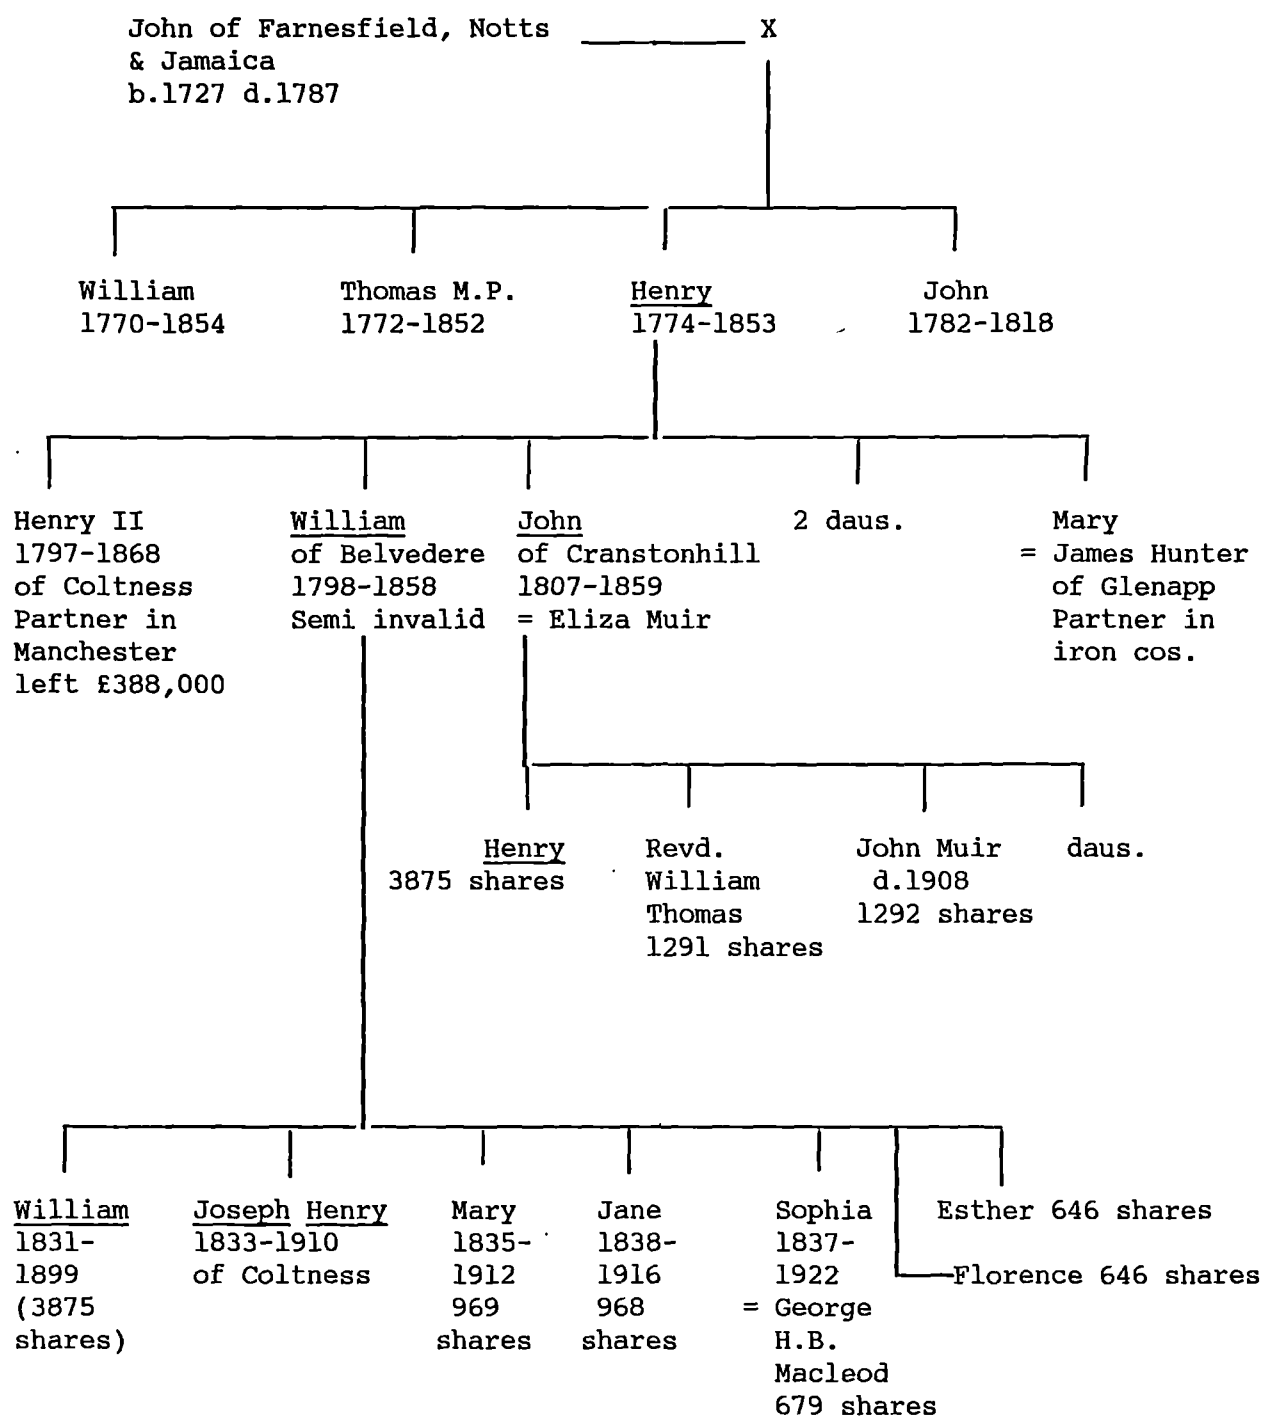 John of Farnesfield, Notts X
& Jamaica
b.1727 d.1787
William
1770-1854
Thomas M.P.
1772-1852
Henry
1774-1853
John
1782-1818
Henry II
1797-1868
of Coltness
Partner in
Manchester
left £388,000
William
of Belvedere
1798-1858
Semi invalid
John
of Cranstonhill
1807-1859
= Eliza Muir
2 daus.
Mary
= James Hunter
of Glenapp
Partner in
iron cos.
Henry
3875 shares
Revd.
William
Thomas
1291 shares
John Muir
d.1908
1292 shares
daus.
William
1831-
1899
(3875
shares)
Joseph Henry
1833-1910
of Coltness
Mary
1835-
1912
969
shares
Jane
1838-
1916
968
shares
Sophia
1837-
1922
= George
H.B.
Macleod
679 shares
Esther 646 shares
Florence 646 shares